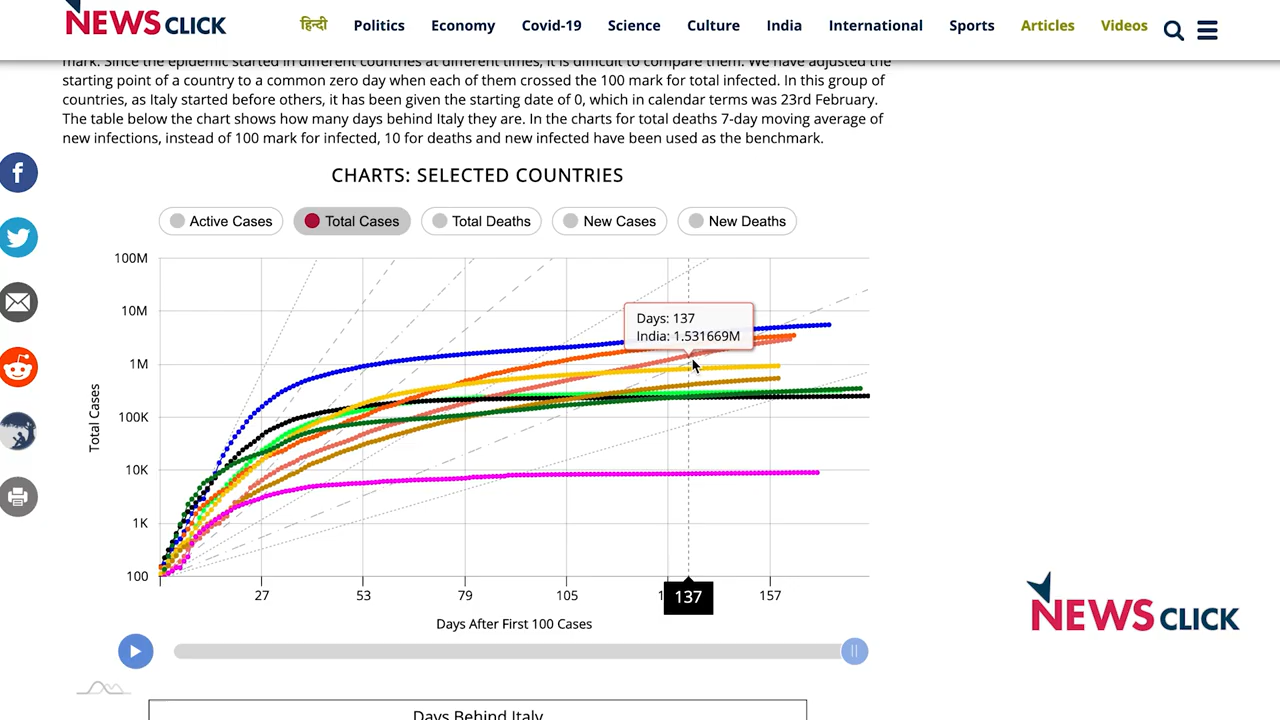 NEWS CLICK
हिन्दी Politics Economy Covid-19 Science Culture India International Sports Articles Videos
mark. Since the epidemic started in different countries at different times, it is difficult to compare them. We have adjusted the
starting point of a country to a common zero day when each of them crossed the 100 mark for total infected. In this group of
countries, as Italy started before others, it has been given the starting date of 0, which in calendar terms was 23rd February.
The table below the chart shows how many days behind Italy they are. In the charts for total deaths 7-day moving average of
new infections, instead of 100 mark for infected, 10 for deaths and new infected have been used as the benchmark.
CHARTS: SELECTED COUNTRIES
Active Cases Total Cases Total Deaths New Cases New Deaths
100M
10M
1M
100K
10K
1K
100
Total Cases
Days: 137
India: 1.531669M
27 53 79 105 1 137 157
Days After First 100 Cases
NEWS CLICK
Days Behind Italy